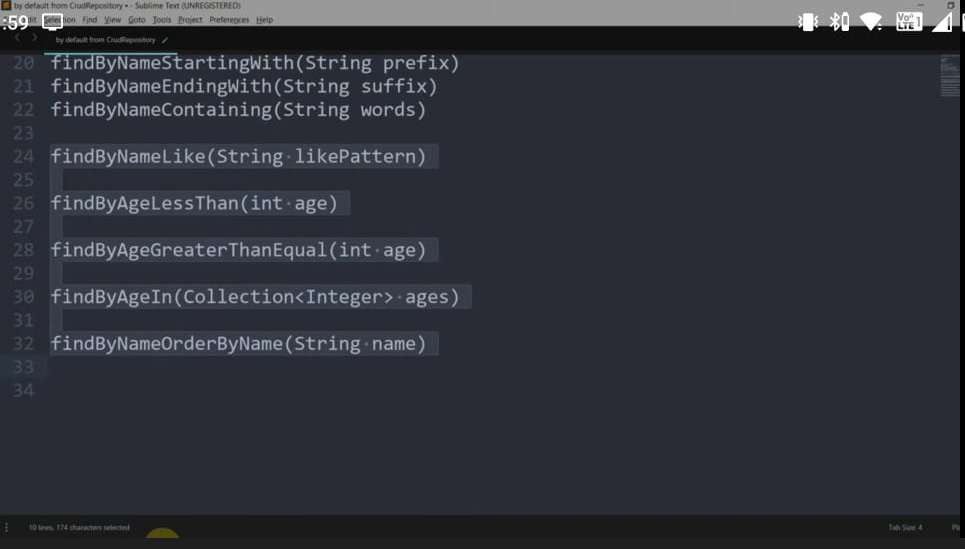 by default from CrudRepository • - Sublime Text (UNREGISTERED)
:59
Edit Selection Find View Goto Tools Project Preferences Help
by default from CrudRepository
20 findByNameStartingWith(String prefix)
21 findByNameEndingWith(String suffix)
22 findByNameContaining(String words)
23
24 findByNameLike(String·likePattern)
25
26 findByAgeLessThan(int·age)
27
28 findByAgeGreaterThanEqual(int·age)
29
30 findByAgeIn(Collection<Integer>·ages)
31
32 findByNameOrderByName(String·name)
33
34
10 lines, 174 characters selected
Tab Size: 4